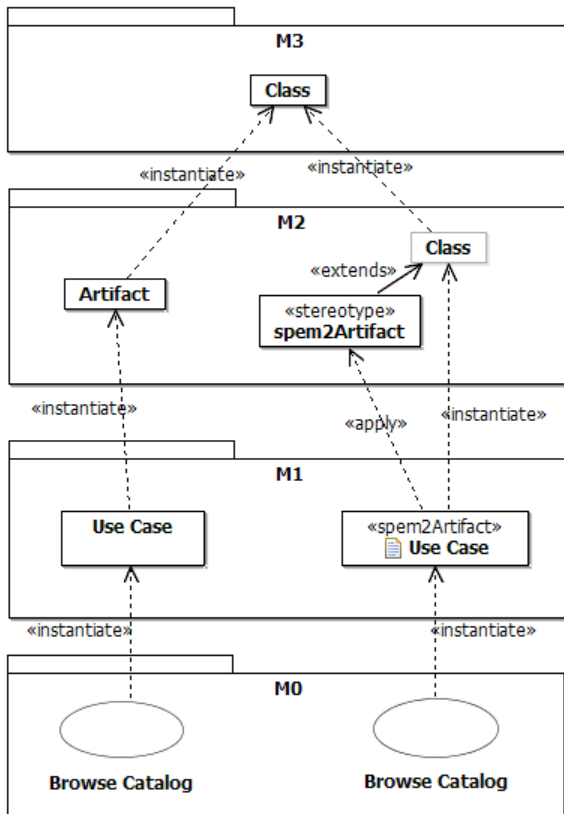 M3
Class
«instantiate»
«instantiate»
M2
Class
«extends»
Artifact
«stereotype»
spem2Artifact
«instantiate»
«apply»
«instantiate»
M1
Use Case
«spem2Artifact»
Use Case
«instantiate»
«instantiate»
M0
Browse Catalog
Browse Catalog